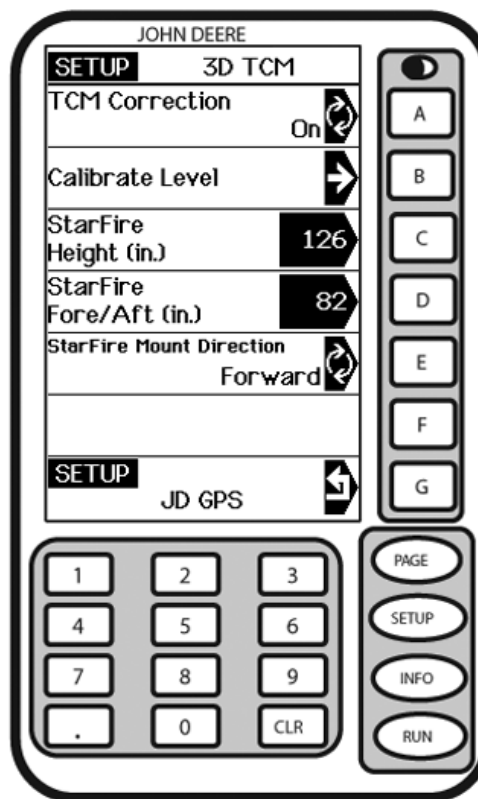 JOHN DEERE
SETUP 3D TCM
TCM Correction
On
Calibrate Level
StarFire
Height (in.)
126
StarFire
Fore/Aft (in.)
82
StarFire Mount Direction
Forward
SETUP
JD GPS
A
B
C
D
E
F
G
1 2 3
4 5 6
7 8 9
. 0 CLR
PAGE
SETUP
INFO
RUN